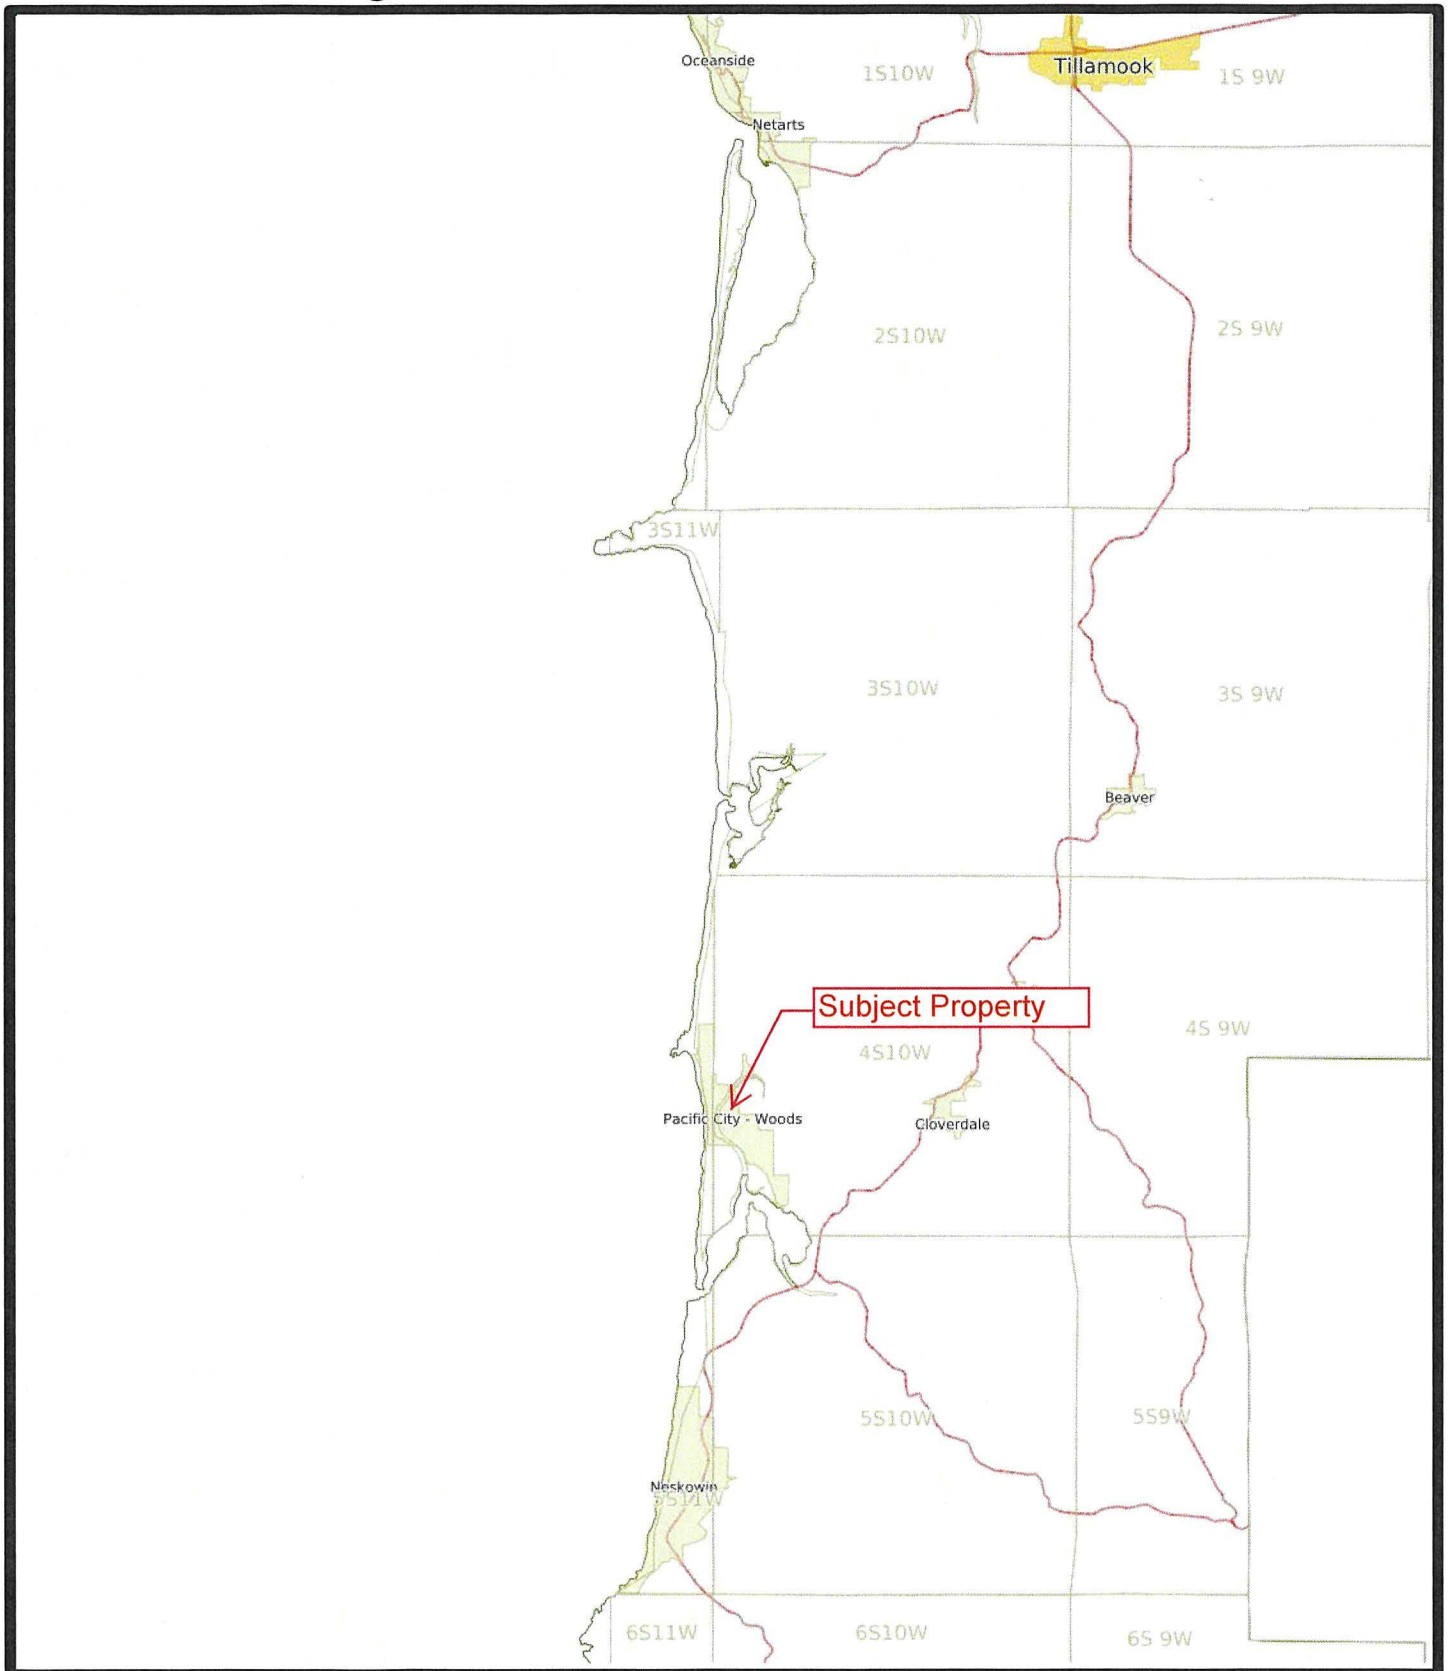 Oceanside
1S10W
Tillamook
1S 9W
Netarts
2S10W
2S 9W
3S11W
3S10W
3S 9W
Beaver
Subject Property
4S10W
4S 9W
Pacific City - Woods
Cloverdale
5S10W
5S9W
Neskowin
5S11W
6S11W
6S10W
6S 9W